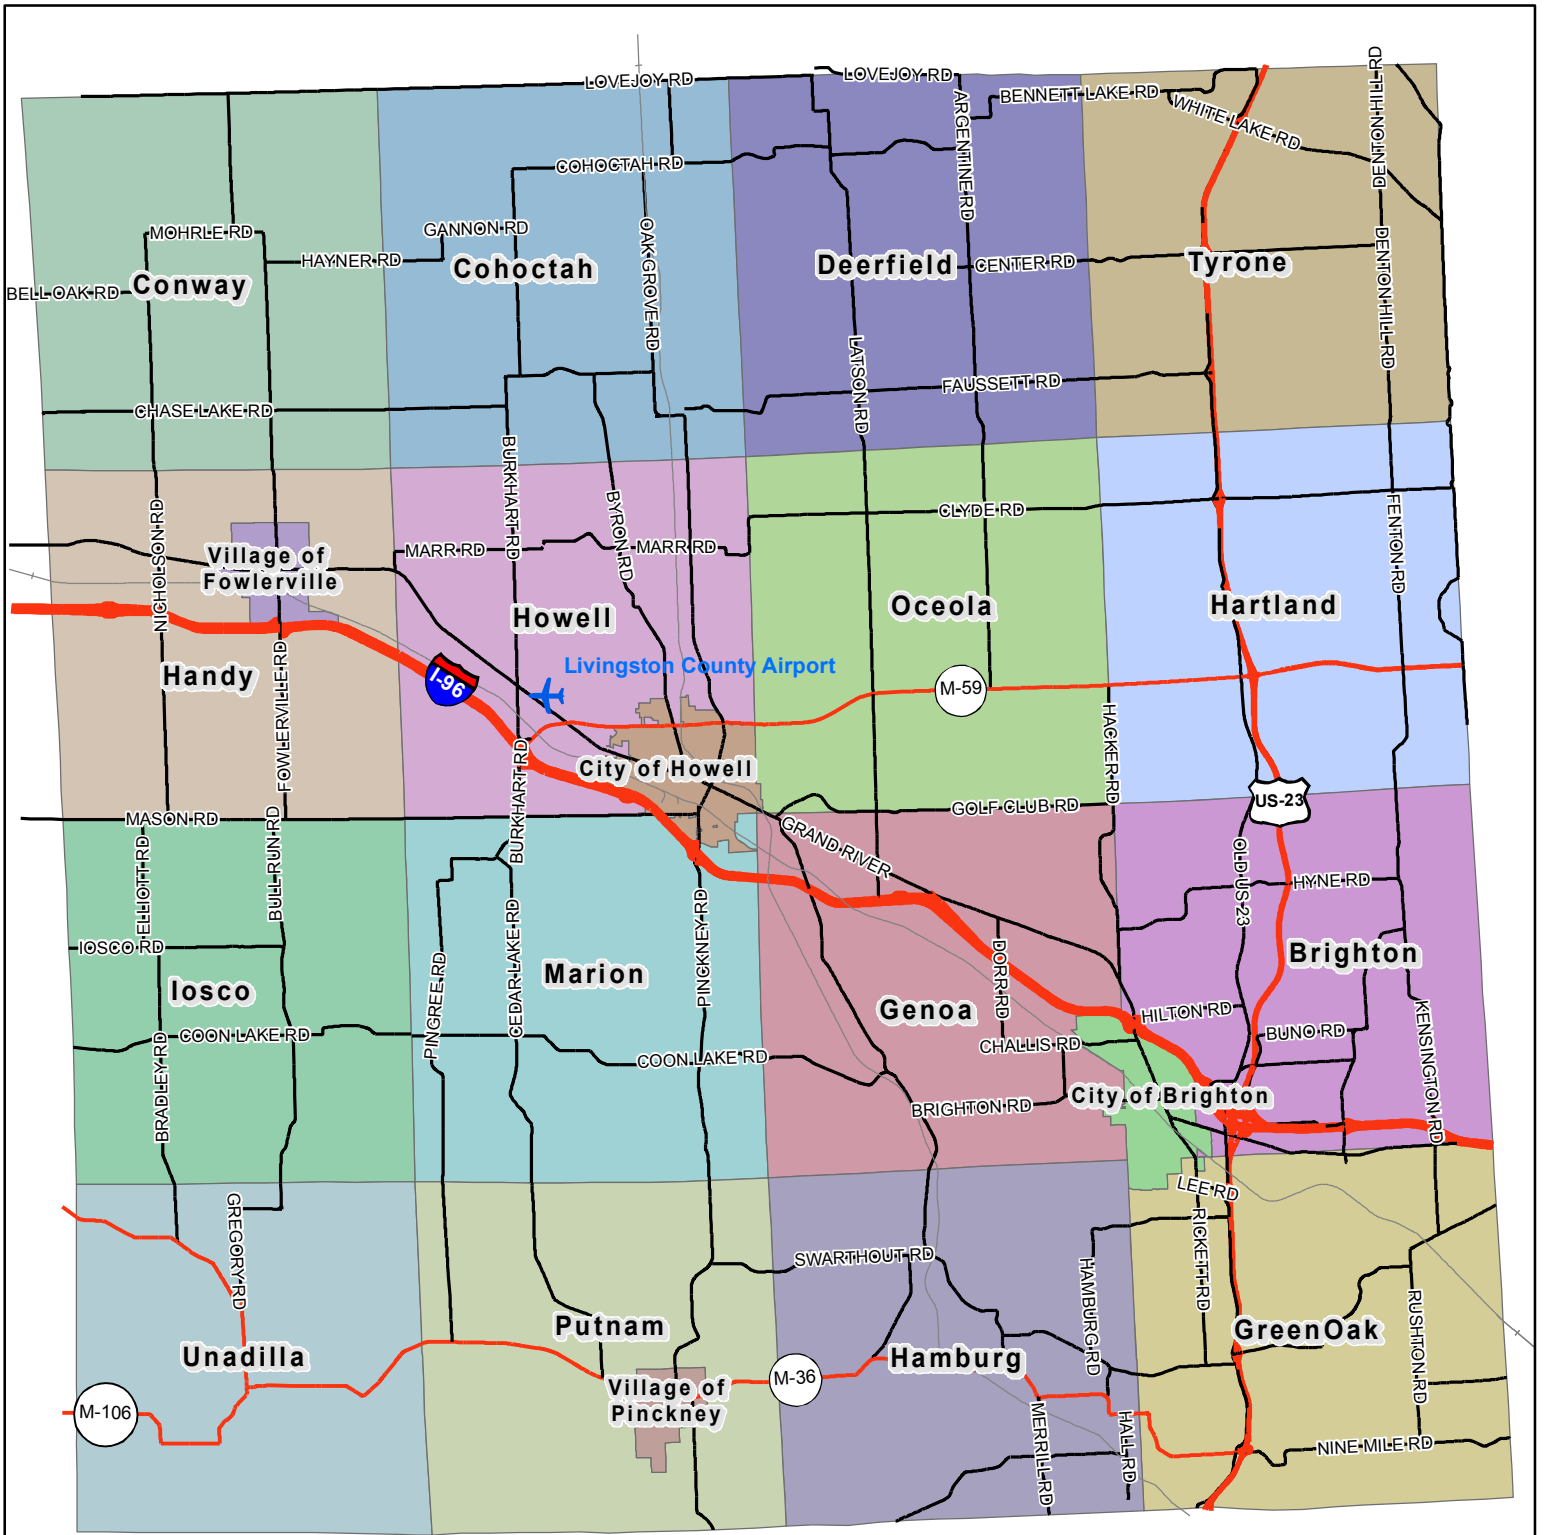 LOVEJOY RD
LOVEJOY RD
BENNETT LAKE RD
WHITE LAKE RD
DENTON HILL RD
ARGENTINE RD
COHOCTAH RD
MOHRLE RD
GANNON RD
OAK GROVE RD
HAYNER RD
Conway
Cohoctah
Deerfield
CENTER RD
Tyrone
DENTON HILL RD
BELL OAK RD
LATSON RD
FAUSSETT RD
CHASE LAKE RD
BURKHART RD
BYRON RD
CLYDE RD
FENTON RD
NICHOLSON RD
MARR RD
MARR RD
Village of
Fowlerville
Howell
Oceola
Hartland
Handy
Livingston County Airport
I-96
M-59
FOWLERVILLE RD
HACKER RD
BURKHART RD
City of Howell
US-23
MASON RD
GOLF CLUB RD
GRAND RIVER
ELLIOTT RD
BULL RUN RD
OLD US-23
HYNE RD
IOSCO RD
CEDAR LAKE RD
PINCKNEY RD
DORR RD
Brighton
Iosco
Marion
Genoa
PINGREE RD
HILTON RD
KENSINGTON RD
COON LAKE RD
BUNO RD
CHALLIS RD
COON LAKE RD
BRADLEY RD
City of Brighton
BRIGHTON RD
LEE RD
GREGORY RD
RICKETT RD
SWARTHOUT RD
HAMBURG RD
RUSHTON RD
Putnam
GreenOak
Unadilla
Hamburg
M-36
Village of
Pinckney
M-106
MERRILL RD
HALL RD
NINE MILE RD